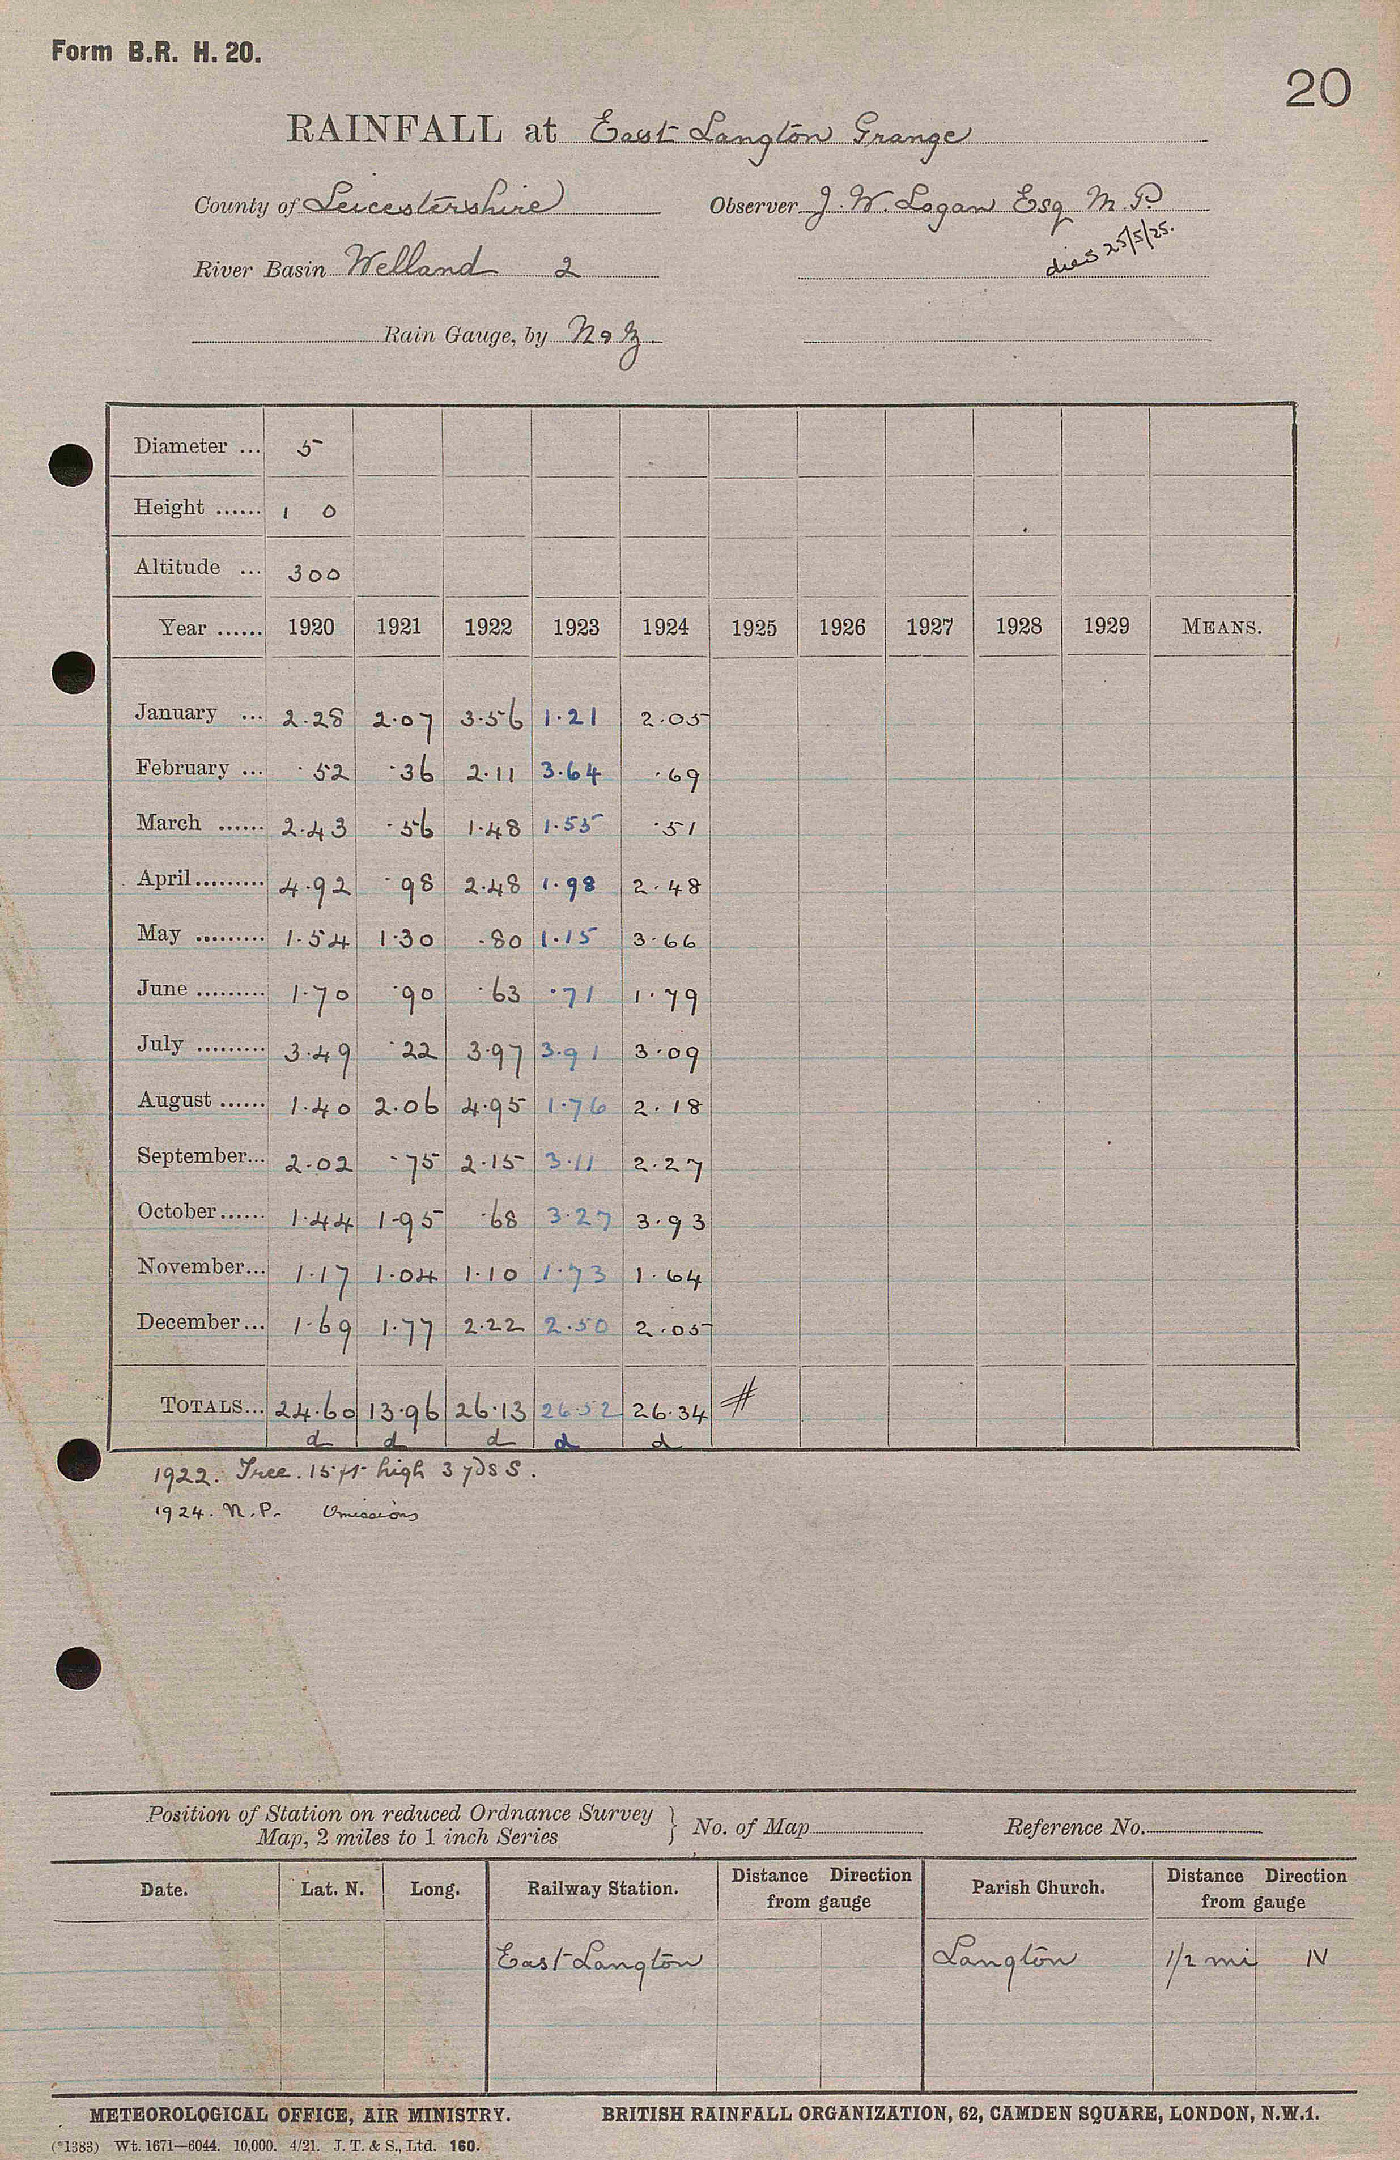 Form B.R. H. 20.
20
RAINFALL at East Langton Grange
County of Leicestershire Observer J. W. Logan Esq M.P.
River Basin Welland 2 died 25/5/25.
Rain Gauge, by N & Z.
Diameter ... 5
Height ...... 1 0
Altitude ... 300
Year ...... 1920 1921 1922 1923 1924 1925 1926 1927 1928 1929 MEANS.
January ... 2.28 2.07 3.56 1.21 2.05
February ... .52 .36 2.11 3.64 .69
March ...... 2.43 .56 1.48 1.55 .51
April......... 4.92 .98 2.48 1.98 2.48
May ......... 1.54 1.30 .80 1.15 3.66
June ......... 1.70 .90 .63 .71 1.79
July ......... 3.49 .22 3.97 3.91 3.09
August ...... 1.40 2.06 4.95 1.76 2.18
September... 2.02 .75 2.15 3.11 2.27
October...... 1.44 1.95 .68 3.27 3.93
November... 1.17 1.04 1.10 1.73 1.64
December... 1.69 1.77 2.22 2.50 2.05
TOTALS... 24.60 13.96 26.13 26.52 26.34 #
d d d d d
1922. Tree. 15 ft high 3 yds S.
1924. N.P. Omissions
Position of Station on reduced Ordnance Survey
Map, 2 miles to 1 inch Series } No. of Map Reference No.
Date. Lat. N. Long. Railway Station. Distance Direction from gauge Parish Church. Distance Direction from gauge
East Langton Langton 1/2 mi N
METEOROLOGICAL OFFICE, AIR MINISTRY. BRITISH RAINFALL ORGANIZATION, 62, CAMDEN SQUARE, LONDON, N.W.1.
(*1383) Wt. 1671—6044. 10,000. 4/21. J. T. & S., Ltd. 160.